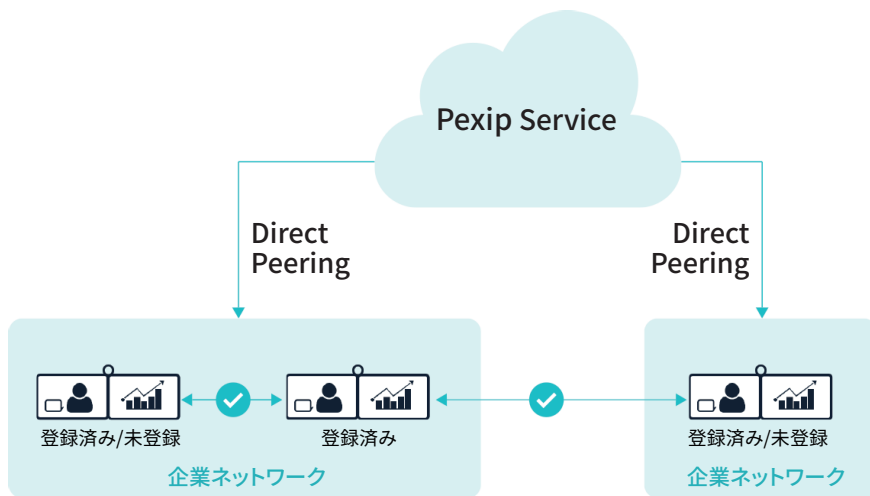 Pexip Service
Direct
Peering
Direct
Peering
登録済み/未登録
登録済み
登録済み/未登録
企業ネットワーク
企業ネットワーク